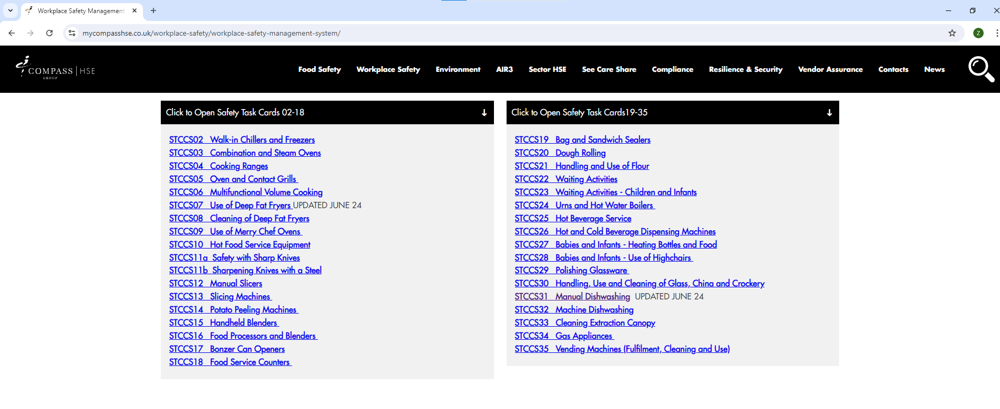 Workplace Safety Management
mycompasshse.co.uk/workplace-safety/workplace-safety-management-system/
Z
COMPASS HSE
GROUP
Food Safety Workplace Safety Environment AIR3 Sector HSE See Care Share Compliance Resilience & Security Vendor Assurance Contacts News
Click to Open Safety Task Cards 02-18
STCCS02 Walk-in Chillers and Freezers
STCCS03 Combination and Steam Ovens
STCCS04 Cooking Ranges
STCCS05 Oven and Contact Grills
STCCS06 Multifunctional Volume Cooking
STCCS07 Use of Deep Fat Fryers UPDATED JUNE 24
STCCS08 Cleaning of Deep Fat Fryers
STCCS09 Use of Merry Chef Ovens
STCCS10 Hot Food Service Equipment
STCCS11a Safety with Sharp Knives
STCCS11b Sharpening Knives with a Steel
STCCS12 Manual Slicers
STCCS13 Slicing Machines
STCCS14 Potato Peeling Machines
STCCS15 Handheld Blenders
STCCS16 Food Processors and Blenders
STCCS17 Bonzer Can Openers
STCCS18 Food Service Counters
Click to Open Safety Task Cards19-35
STCCS19 Bag and Sandwich Sealers
STCCS20 Dough Rolling
STCCS21 Handling and Use of Flour
STCCS22 Waiting Activities
STCCS23 Waiting Activities - Children and Infants
STCCS24 Urns and Hot Water Boilers
STCCS25 Hot Beverage Service
STCCS26 Hot and Cold Beverage Dispensing Machines
STCCS27 Babies and Infants - Heating Bottles and Food
STCCS28 Babies and Infants - Use of Highchairs
STCCS29 Polishing Glassware
STCCS30 Handling, Use and Cleaning of Glass, China and Crockery
STCCS31 Manual Dishwashing UPDATED JUNE 24
STCCS32 Machine Dishwashing
STCCS33 Cleaning Extraction Canopy
STCCS34 Gas Appliances
STCCS35 Vending Machines (Fulfilment, Cleaning and Use)